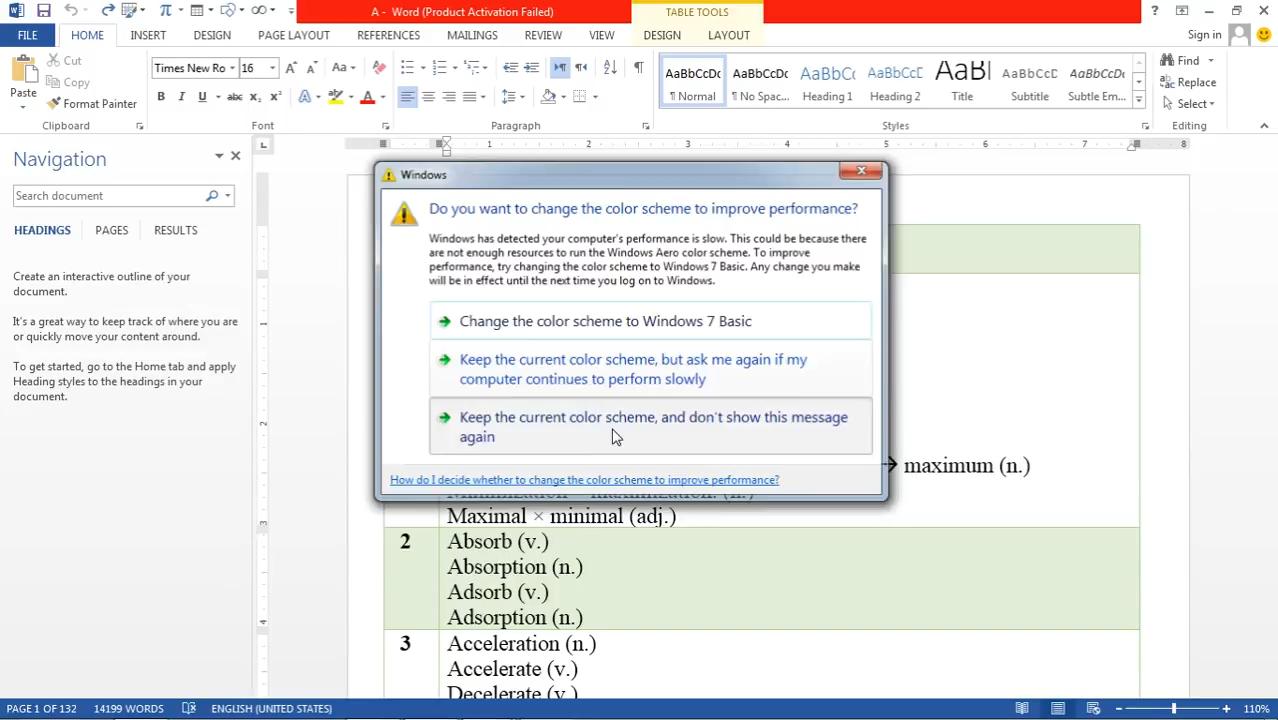 A - Word (Product Activation Failed)
TABLE TOOLS
?
FILE
HOME
INSERT
DESIGN
PAGE LAYOUT
REFERENCES
MAILINGS
REVIEW
VIEW
DESIGN
LAYOUT
Sign in
Paste
Cut
Copy
Format Painter
Clipboard
Times New Ro
16
Font
Paragraph
AaBbCcDc
¶ Normal
AaBbCcDc
¶ No Spac...
AaBbCc
Heading 1
AaBbCcD
Heading 2
AaB
Title
AaBbCcD
Subtitle
AaBbCcDc
Subtle Em...
Styles
Find
Replace
Select
Editing
Navigation
Search document
HEADINGS
PAGES
RESULTS
Create an interactive outline of your
document.
It's a great way to keep track of where you are
or quickly move your content around.
To get started, go to the Home tab and apply
Heading styles to the headings in your
document.
1 2 3 4 5 6 7 8
Windows
Do you want to change the color scheme to improve performance?
Windows has detected your computer's performance is slow. This could be because there
are not enough resources to run the Windows Aero color scheme. To improve
performance, try changing the color scheme to Windows 7 Basic. Any change you make
will be in effect until the next time you log on to Windows.
Change the color scheme to Windows 7 Basic
Keep the current color scheme, but ask me again if my
computer continues to perform slowly
Keep the current color scheme, and don't show this message
again
How do I decide whether to change the color scheme to improve performance?
→ maximum (n.)
Maximal × minimal (adj.)
2
Absorb (v.)
Absorption (n.)
Adsorb (v.)
Adsorption (n.)
3
Acceleration (n.)
Accelerate (v.)
Decelerate (v.)
PAGE 1 OF 132
14199 WORDS
ENGLISH (UNITED STATES)
110%